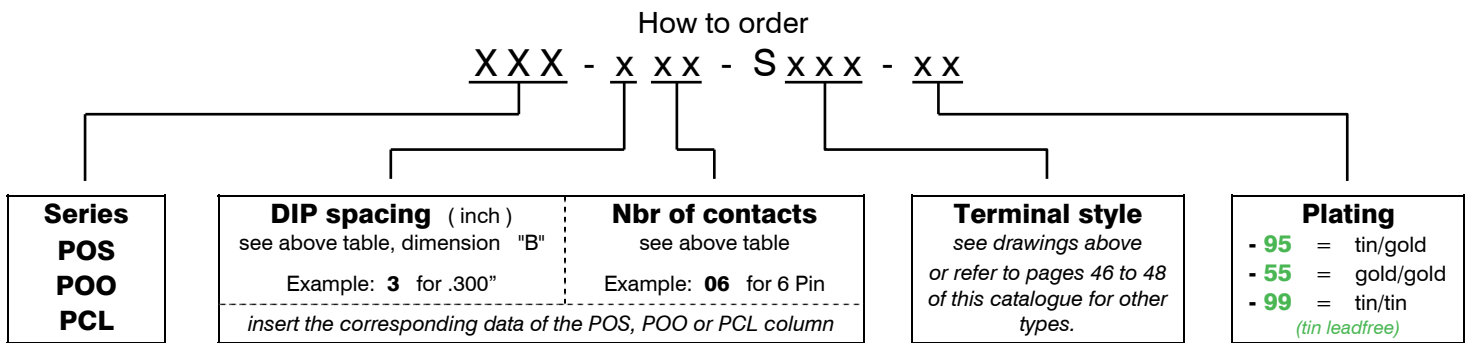 How to order
XXX - x xx - S xxx - xx
Series
POS
POO
PCL
DIP spacing ( inch )
see above table, dimension "B"
Example: 3 for .300”
Nbr of contacts
see above table
Example: 06 for 6 Pin
insert the corresponding data of the POS, POO or PCL column
Terminal style
see drawings above
or refer to pages 46 to 48
of this catalogue for other
types.
Plating
- 95 = tin/gold
- 55 = gold/gold
- 99 = tin/tin
(tin leadfree)